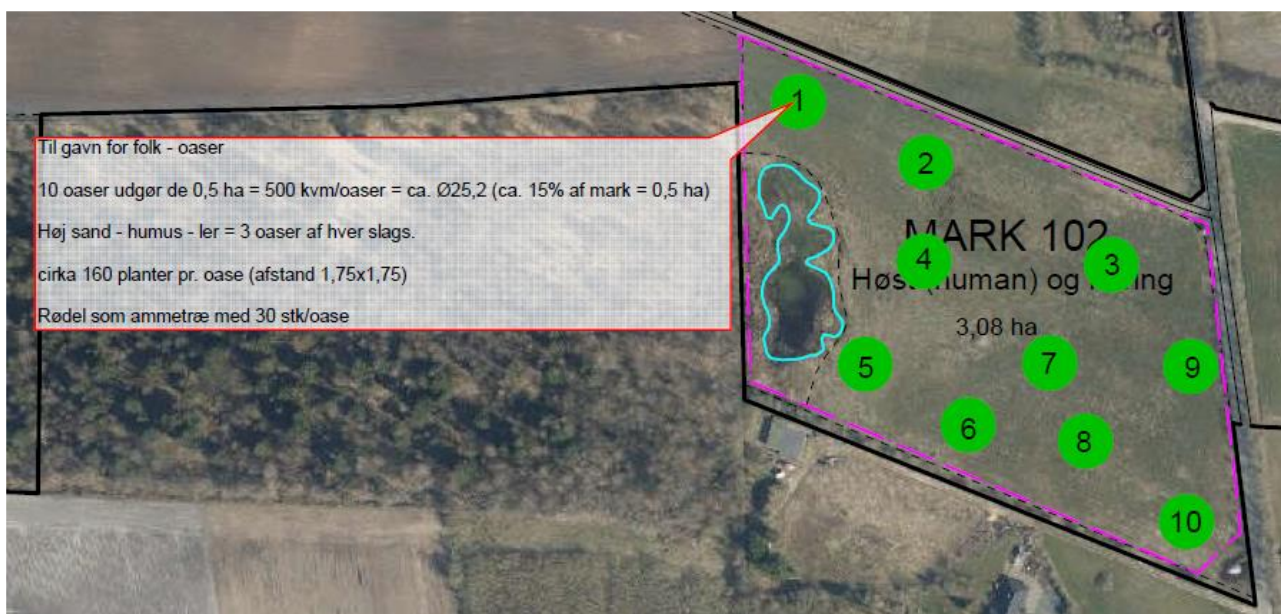 Til gavn for folk - oaser
10 oaser udgør de 0,5 ha = 500 kvm/oaser = ca. Ø25,2 (ca. 15% af mark = 0,5 ha)
Høj sand - humus - ler = 3 oaser af hver slags.
cirka 160 planter pr. oase (afstand 1,75x1,75)
Rødel som ammetræ med 30 stk/oase
1
2
MARK 102
4
3
Høst (human) og
3,08 ha
5
7
9
6
8
10